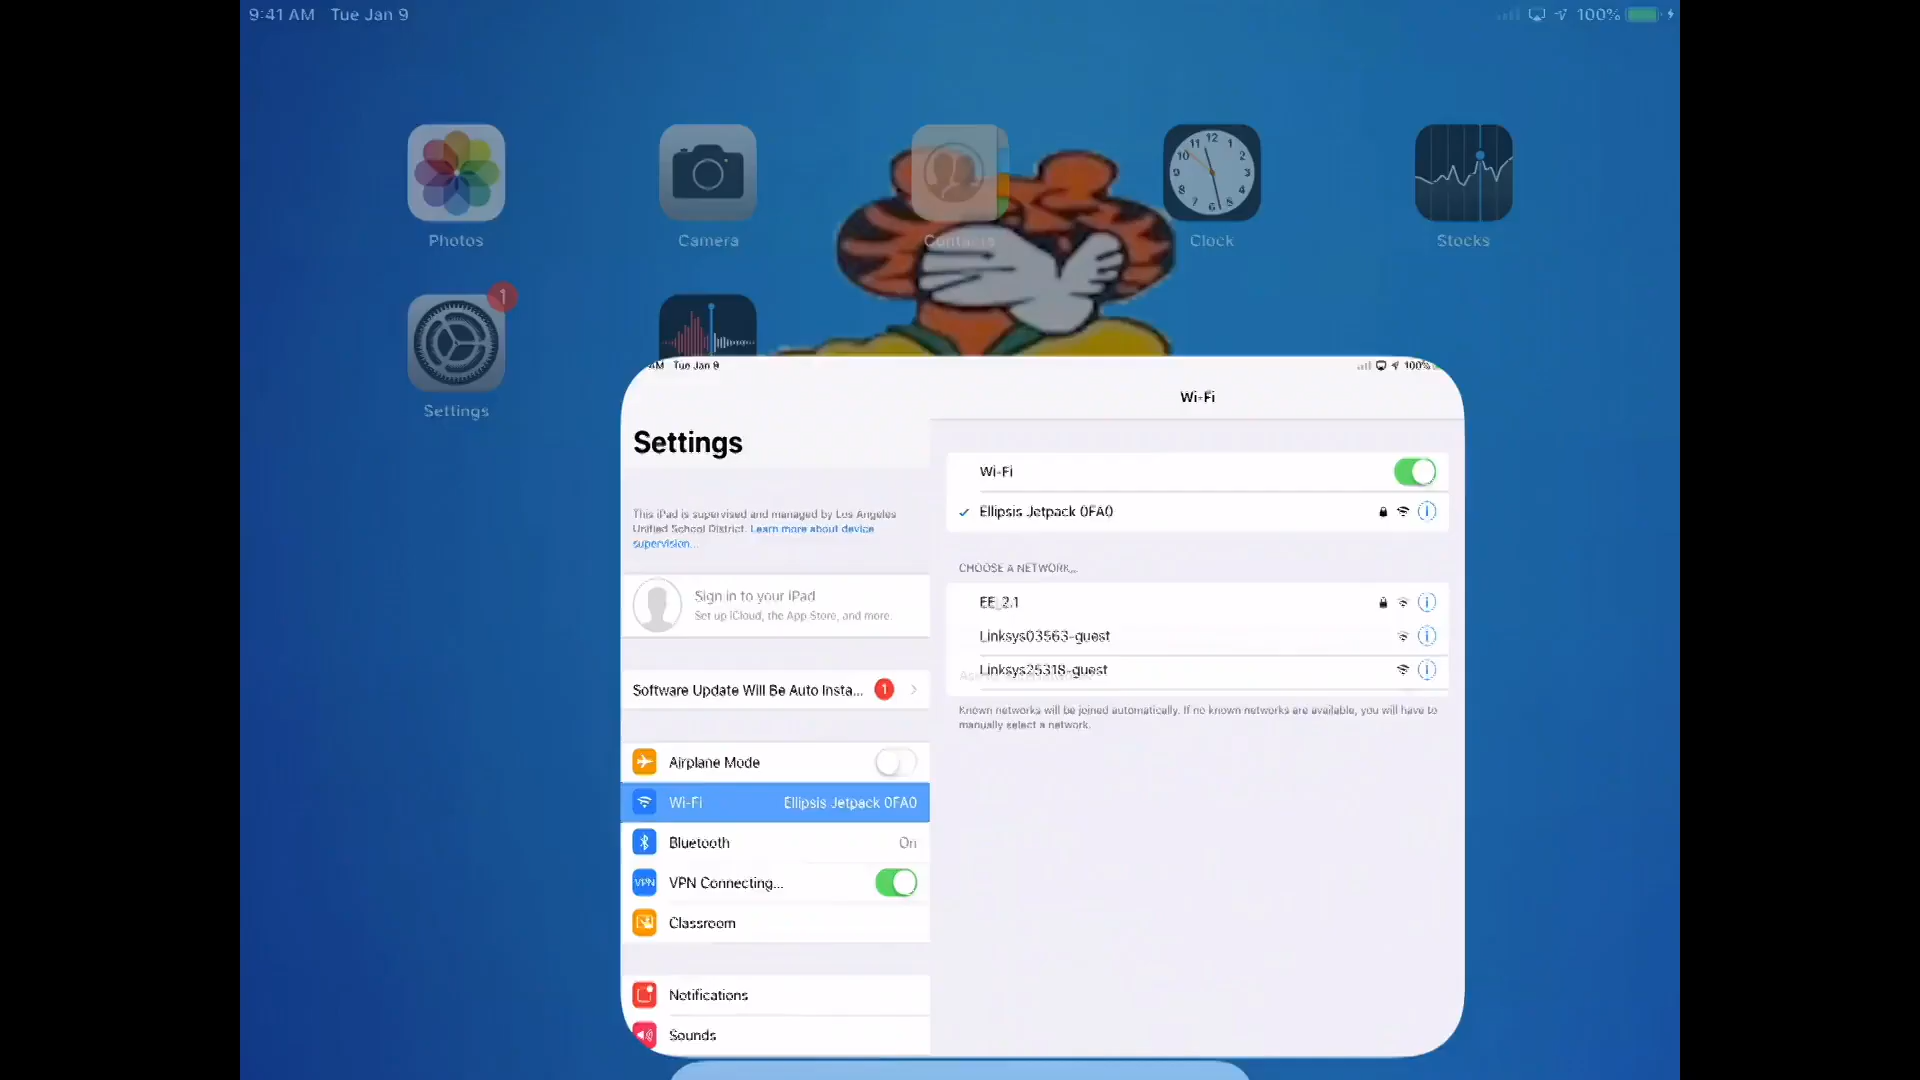 9:41 AM Tue Jan 9
100%
Photos
Camera
Contacts
Clock
Stocks
1
Settings
AM Tue Jan 9
100%
Wi-Fi
Settings
Wi-Fi
This iPad is supervised and managed by Los Angeles
Unified School District. Learn more about device
supervision...
Ellipsis Jetpack 0FA0
CHOOSE A NETWORK...
Sign in to your iPad
Set up iCloud, the App Store, and more.
EE 2.1
Linksys03563-guest
Linksys25318-guest
Software Update Will Be Auto Insta... 1
Known networks will be joined automatically. If no known networks are available, you will have to
manually select a network.
Airplane Mode
Wi-Fi Ellipsis Jetpack 0FA0
Bluetooth On
VPN VPN Connecting...
Classroom
Notifications
Sounds